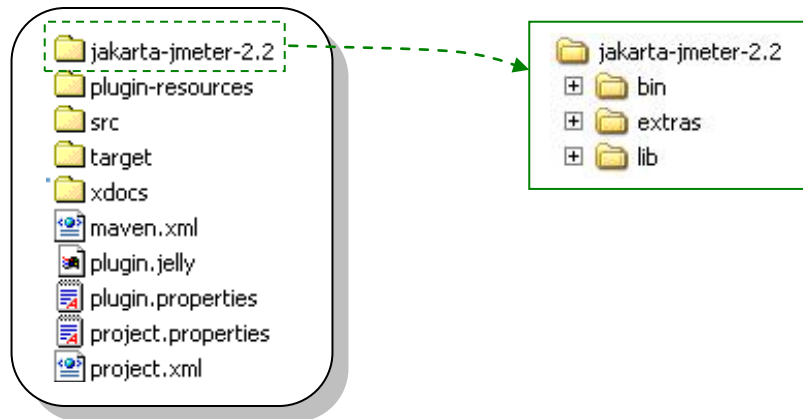 jakarta-jmeter-2.2
plugin-resources
src
target
xdocs
maven.xml
plugin.jelly
plugin.properties
project.properties
project.xml
jakarta-jmeter-2.2
bin
extras
lib